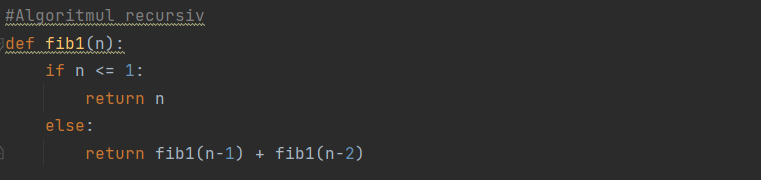 #Algoritmul recursiv
def fib1(n):
    if n <= 1:
        return n
    else:
        return fib1(n-1) + fib1(n-2)